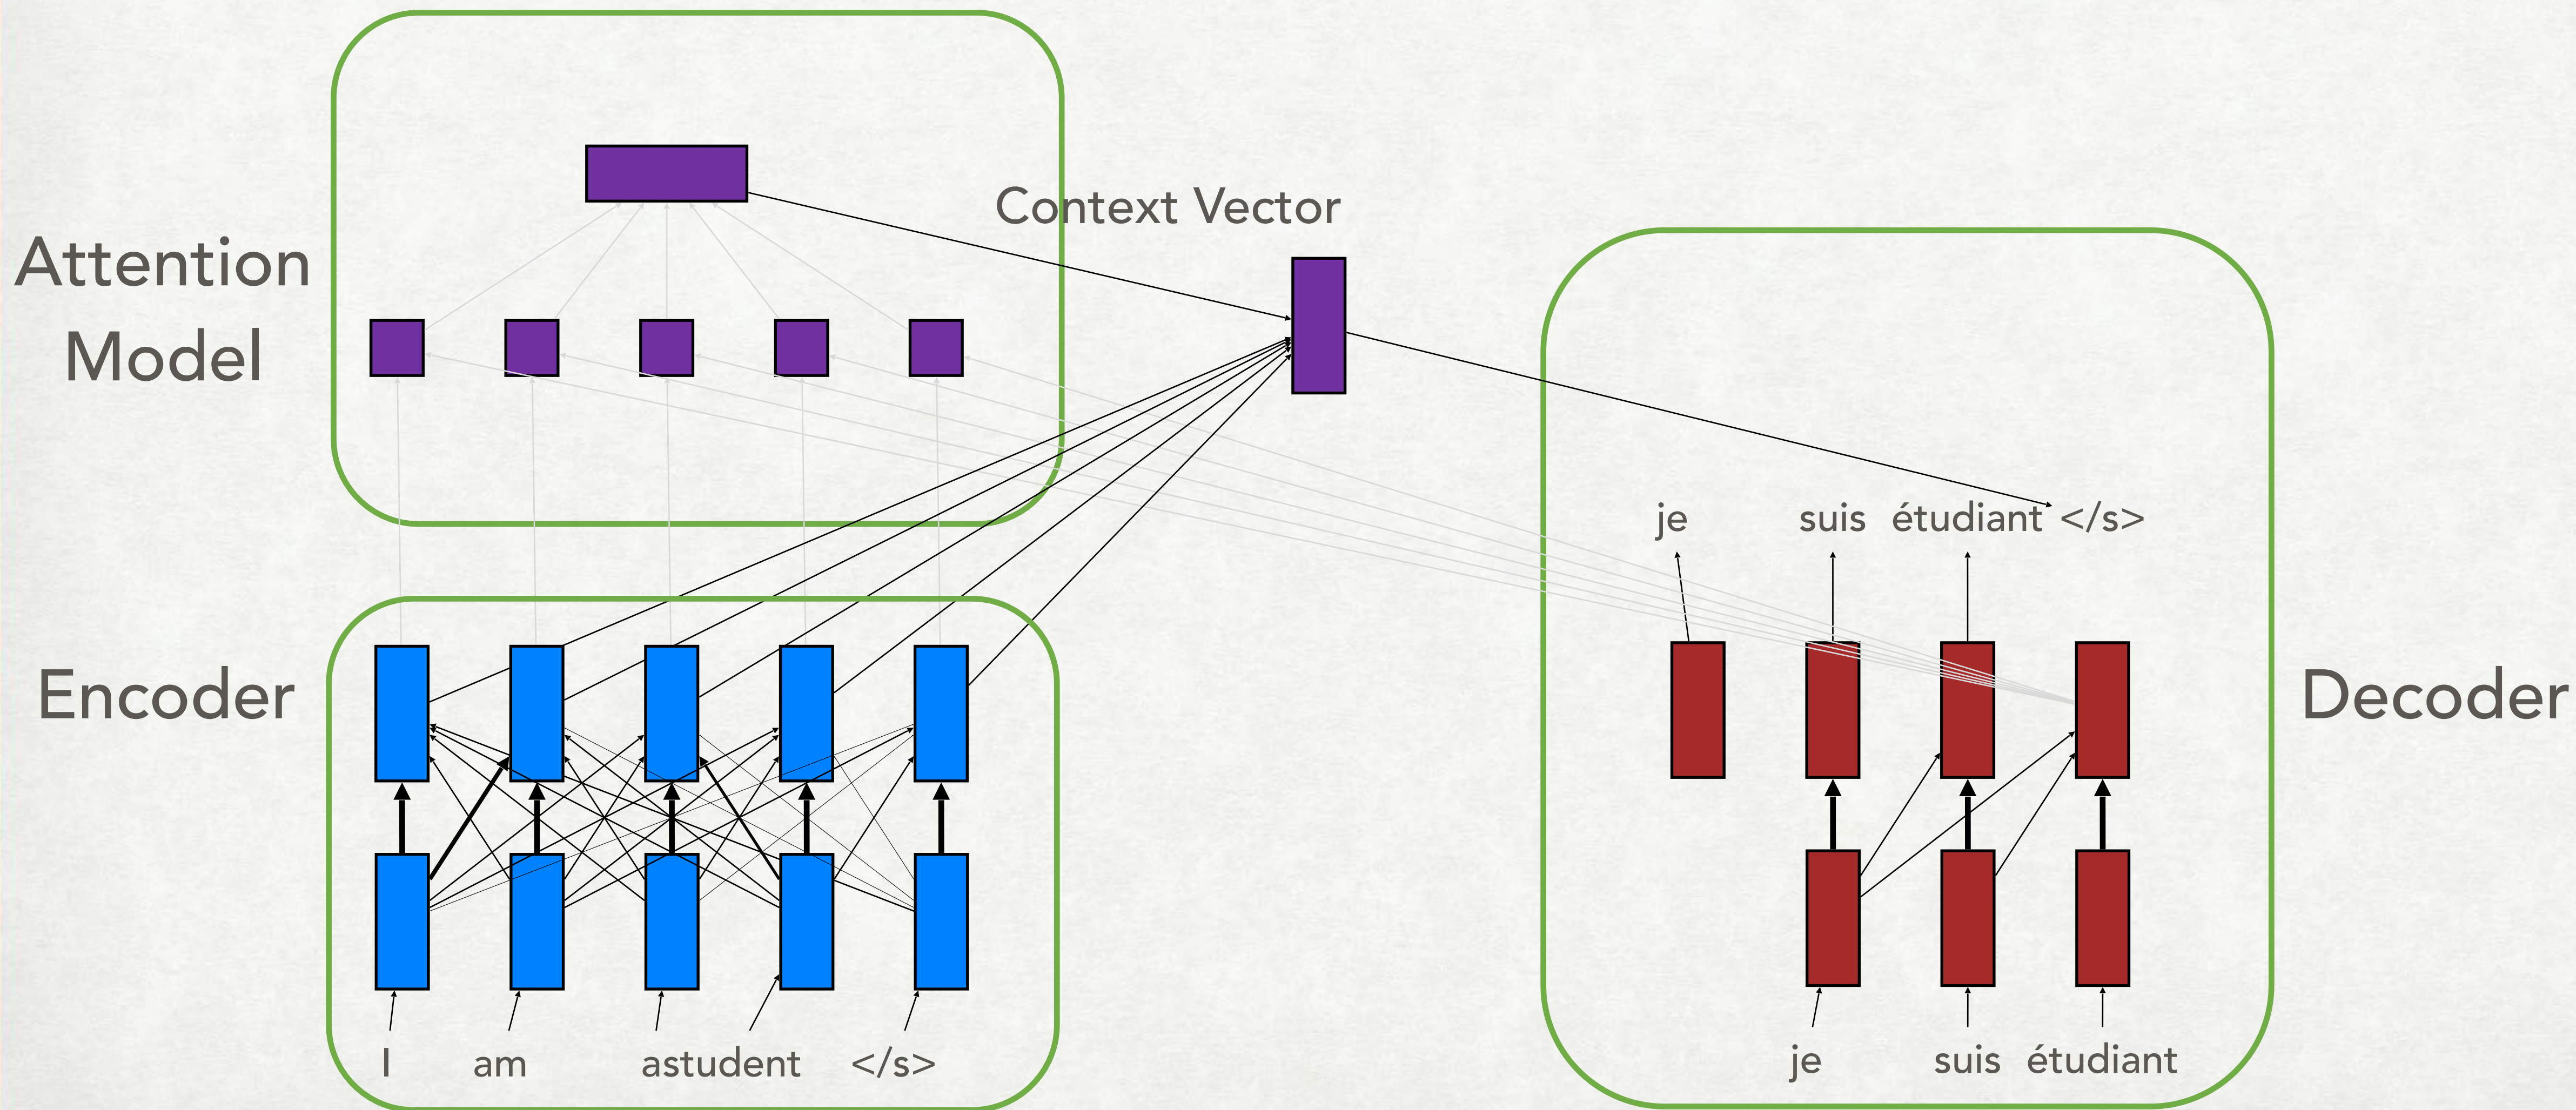 Context Vector
Attention
Model
je suis étudiant </s>
Encoder
Decoder
I am astudent </s>
je suis étudiant